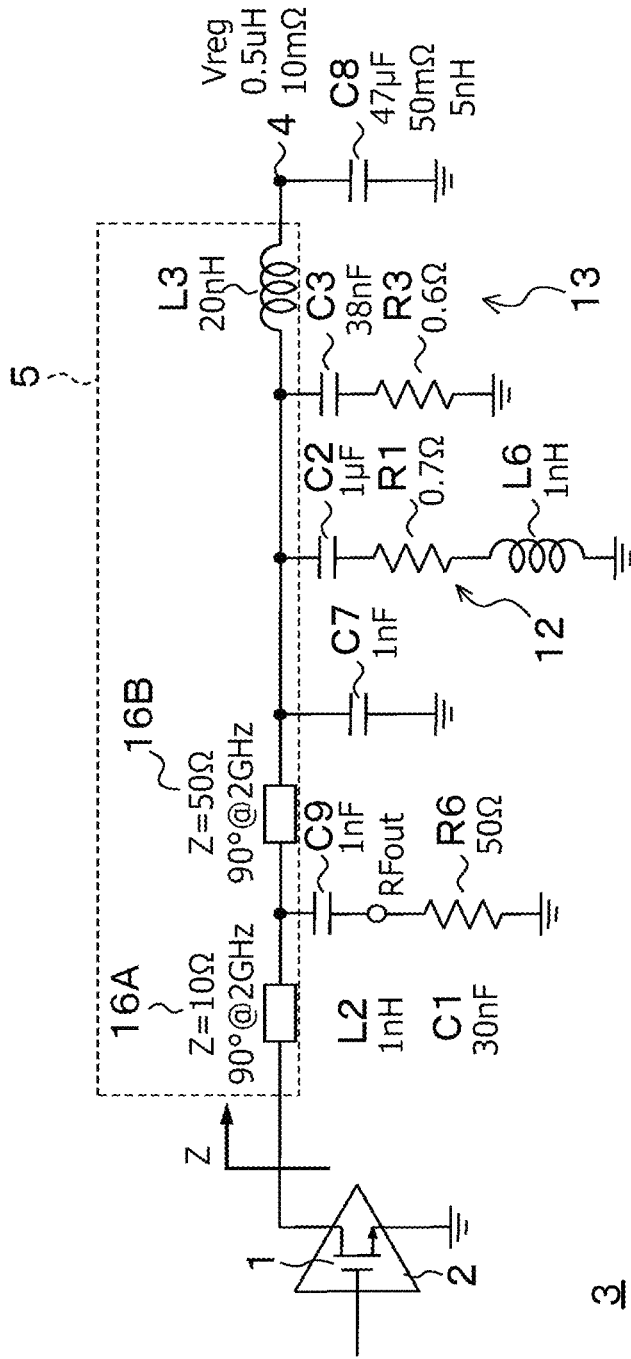 5
16A
Z=10Ω
90°@2GHz
16B
Z=50Ω
90°@2GHz
L3
20nH
4
Vreg
0.5uH
10mΩ
Z
1
2
L2
1nH
C1
30nF
C9
1nF
RFout
R6
50Ω
C7
1nF
C2
1µF
R1
0.7Ω
L6
1nH
12
C3
38nF
R3
0.6Ω
13
C8
47µF
50mΩ
5nH
3